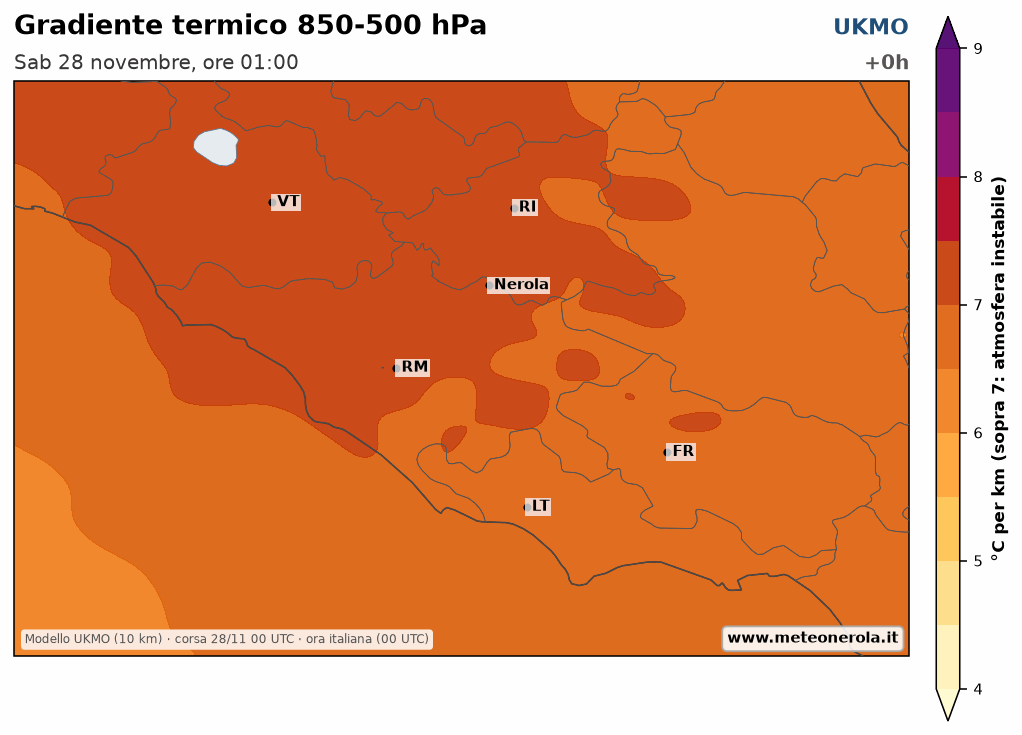 Gradiente termico 850-500 hPa
UKMO
Sab 28 novembre, ore 01:00
+0h
VT
RI
Nerola
RM
FR
LT
Modello UKMO (10 km) · corsa 28/11 00 UTC · ora italiana (00 UTC)
www.meteonerola.it
9
8
7
6
5
4
°C per km (sopra 7: atmosfera instabile)